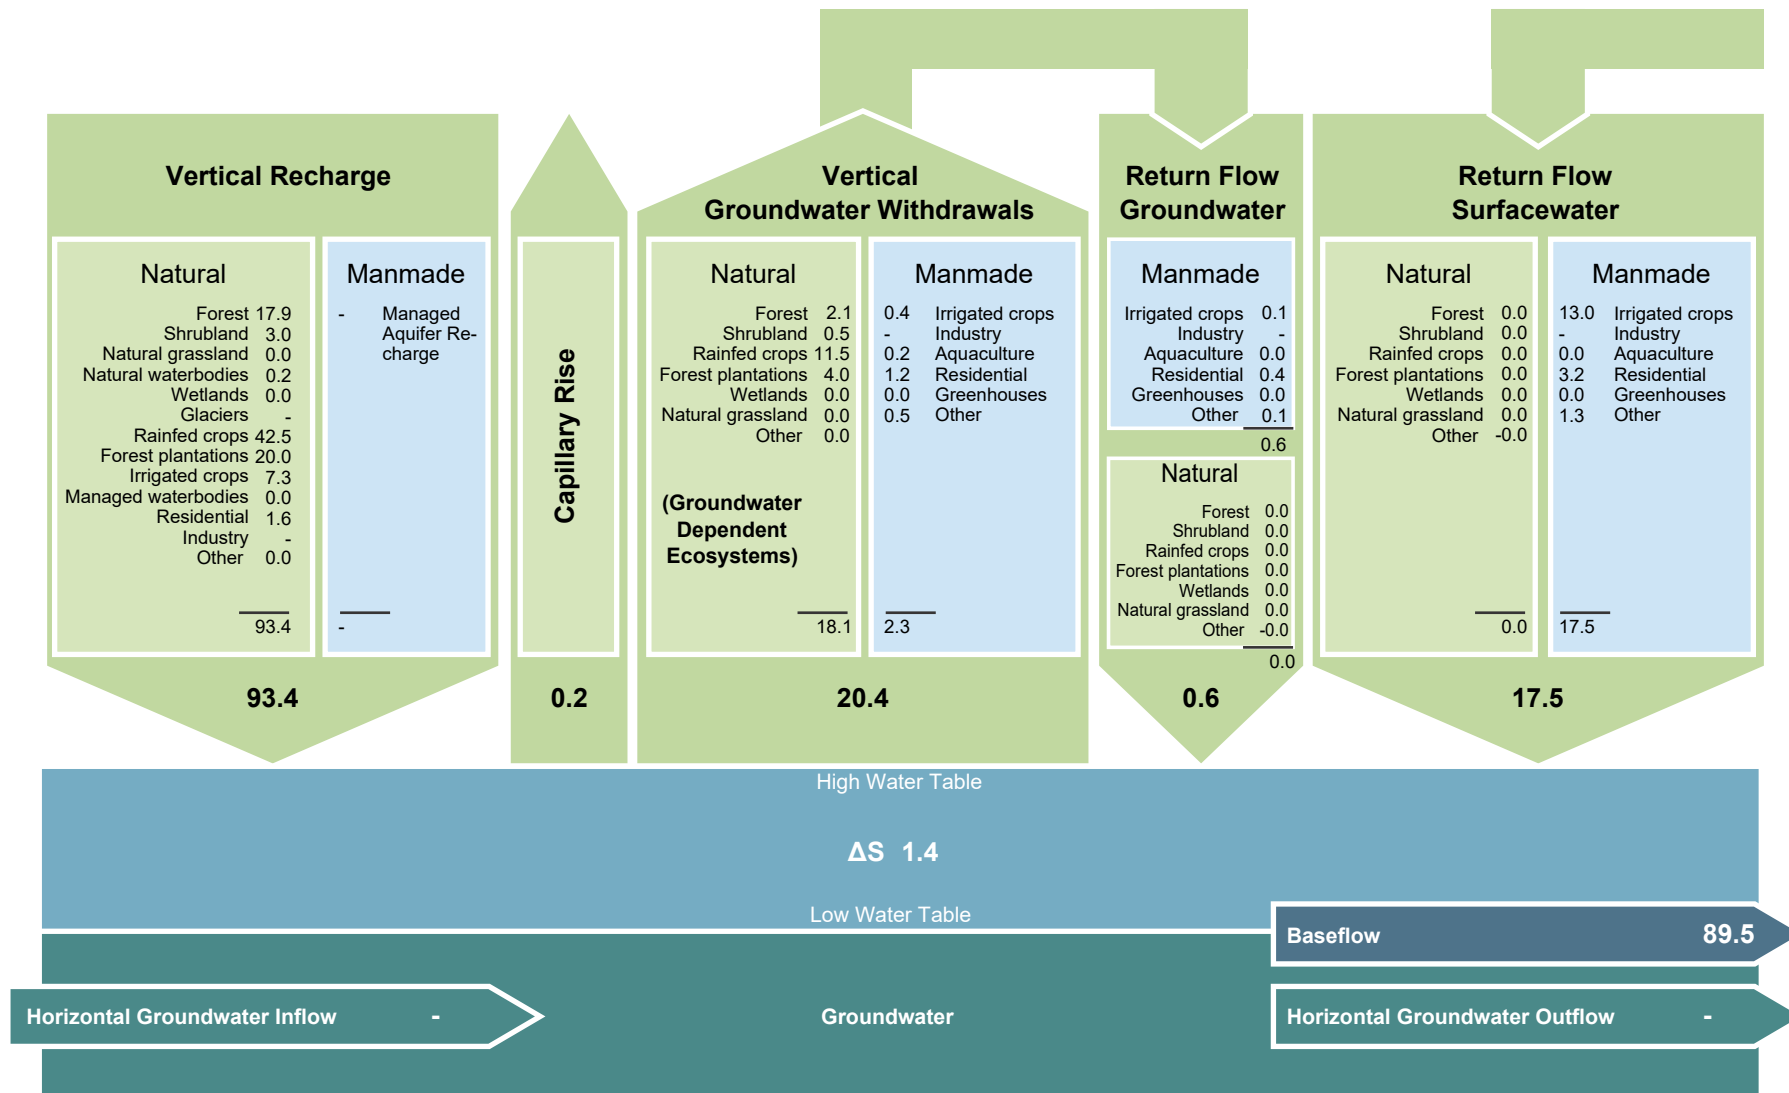 Vertical Recharge
Natural
Forest 17.9
Shrubland 3.0
Natural grassland 0.0
Natural waterbodies 0.2
Wetlands 0.0
Glaciers -
Rainfed crops 42.5
Forest plantations 20.0
Irrigated crops 7.3
Managed waterbodies 0.0
Residential 1.6
Industry -
Other 0.0
93.4
Manmade
- Managed
Aquifer Re-
charge
-
93.4
Capillary Rise
0.2
Vertical
Groundwater Withdrawals
Natural
Forest 2.1
Shrubland 0.5
Rainfed crops 11.5
Forest plantations 4.0
Wetlands 0.0
Natural grassland 0.0
Other 0.0
(Groundwater
Dependent
Ecosystems)
18.1
Manmade
0.4 Irrigated crops
- Industry
0.2 Aquaculture
1.2 Residential
0.0 Greenhouses
0.5 Other
2.3
20.4
Return Flow
Groundwater
Manmade
Irrigated crops 0.1
Industry -
Aquaculture 0.0
Residential 0.4
Greenhouses 0.0
Other 0.1
0.6
Natural
Forest 0.0
Shrubland 0.0
Rainfed crops 0.0
Forest plantations 0.0
Wetlands 0.0
Natural grassland 0.0
Other -0.0
0.0
0.6
Return Flow
Surfacewater
Natural
Forest 0.0
Shrubland 0.0
Rainfed crops 0.0
Forest plantations 0.0
Wetlands 0.0
Natural grassland 0.0
Other -0.0
0.0
Manmade
13.0 Irrigated crops
- Industry
0.0 Aquaculture
3.2 Residential
0.0 Greenhouses
1.3 Other
17.5
17.5
High Water Table
ΔS 1.4
Low Water Table
Baseflow 89.5
Horizontal Groundwater Inflow -
Groundwater
Horizontal Groundwater Outflow -